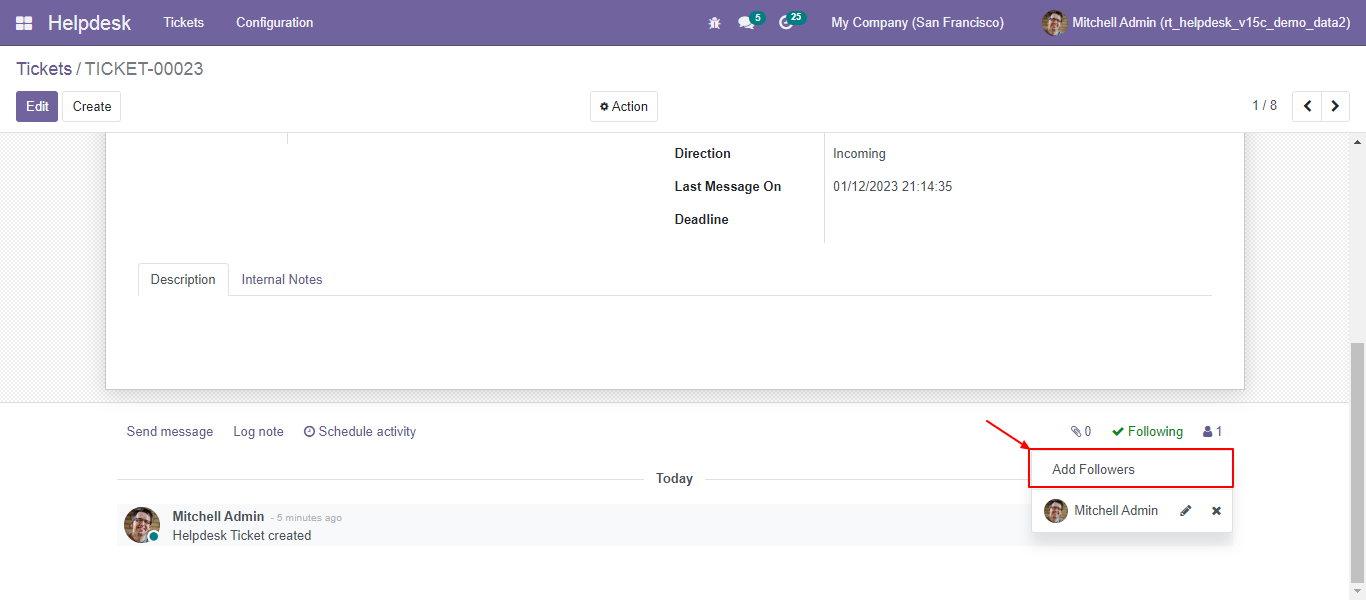 Helpdesk Tickets Configuration 5 25 My Company (San Francisco) Mitchell Admin (rt_helpdesk_v15c_demo_data2)
Tickets / TICKET-00023
Edit Create Action 1 / 8
Direction Incoming
Last Message On 01/12/2023 21:14:35
Deadline
Description Internal Notes
Send message Log note Schedule activity 0 Following 1
Add Followers
Today
Mitchell Admin
Mitchell Admin - 5 minutes ago
Helpdesk Ticket created